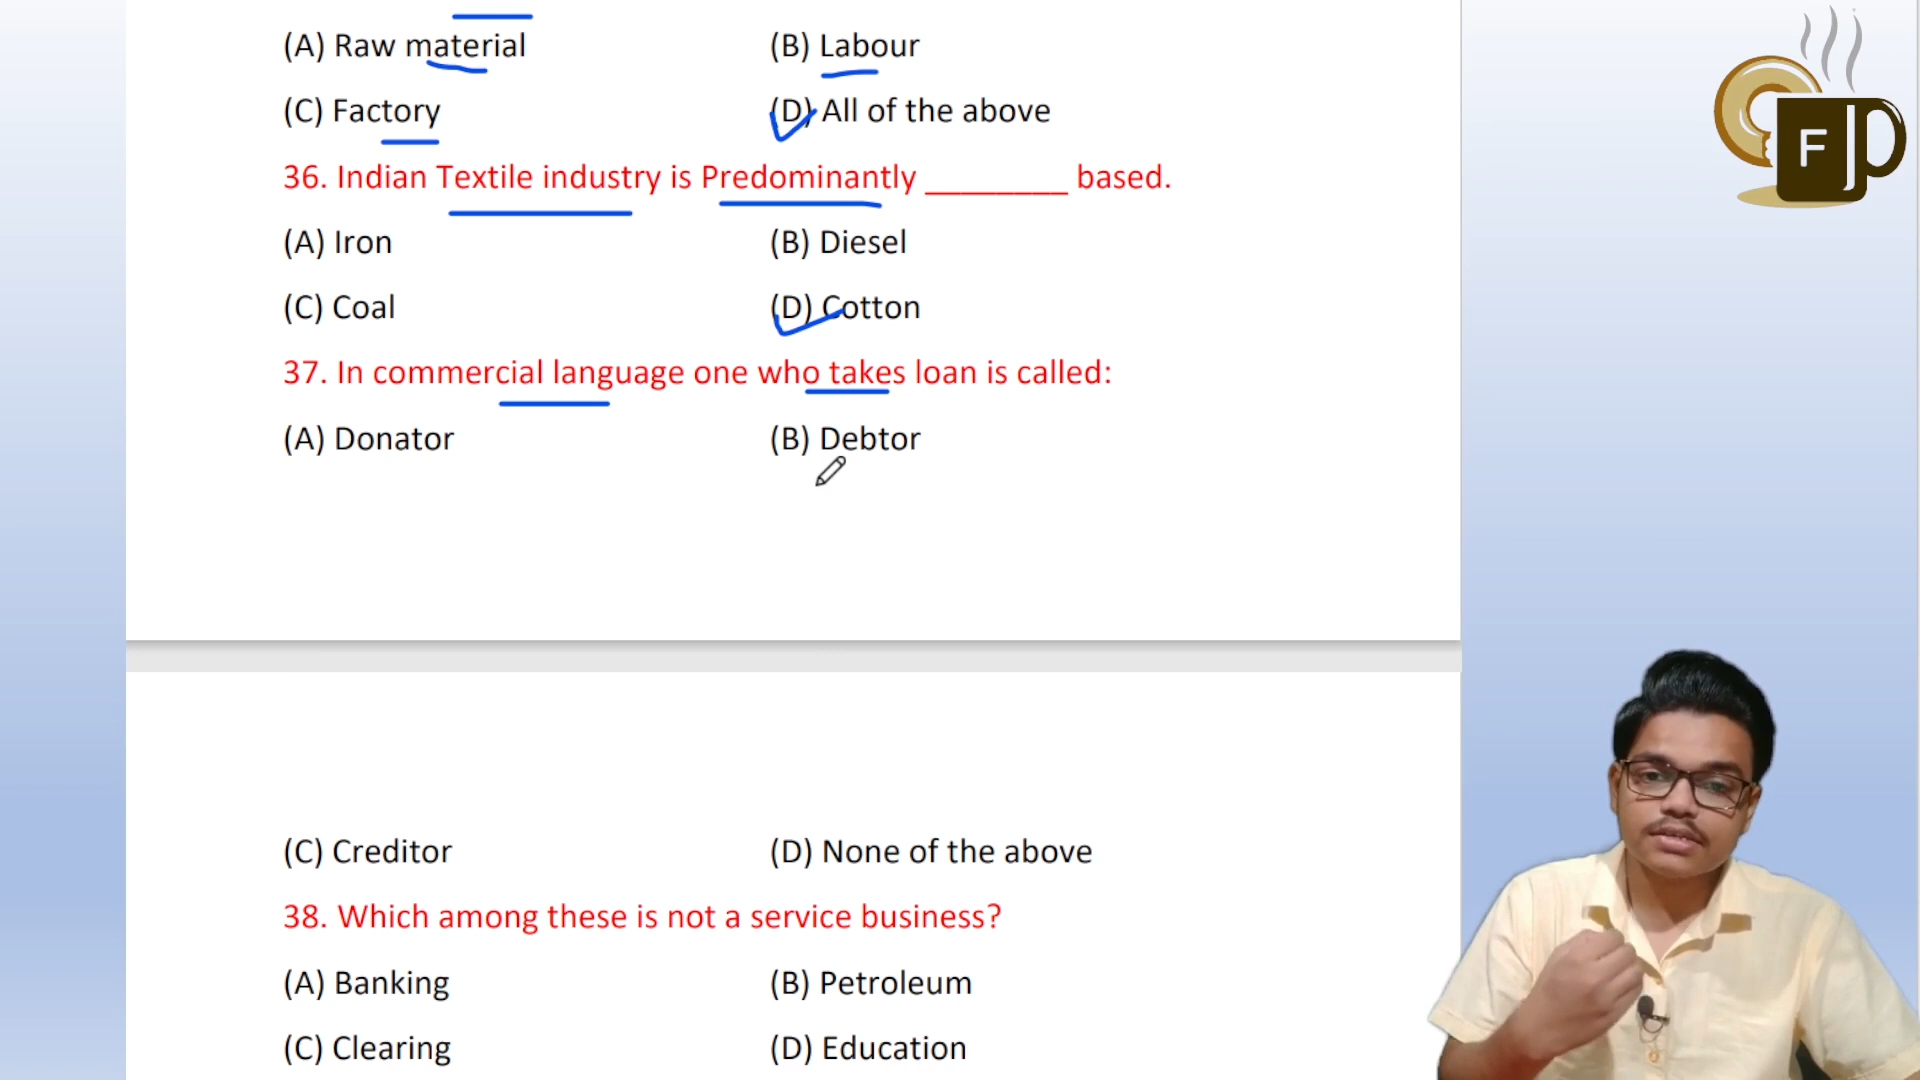 (A) Raw material (B) Labour
(C) Factory (D) All of the above
36. Indian Textile industry is Predominantly ________ based.
(A) Iron (B) Diesel
(C) Coal (D) Cotton
37. In commercial language one who takes loan is called:
(A) Donator (B) Debtor
(C) Creditor (D) None of the above
38. Which among these is not a service business?
(A) Banking (B) Petroleum
(C) Clearing (D) Education
F